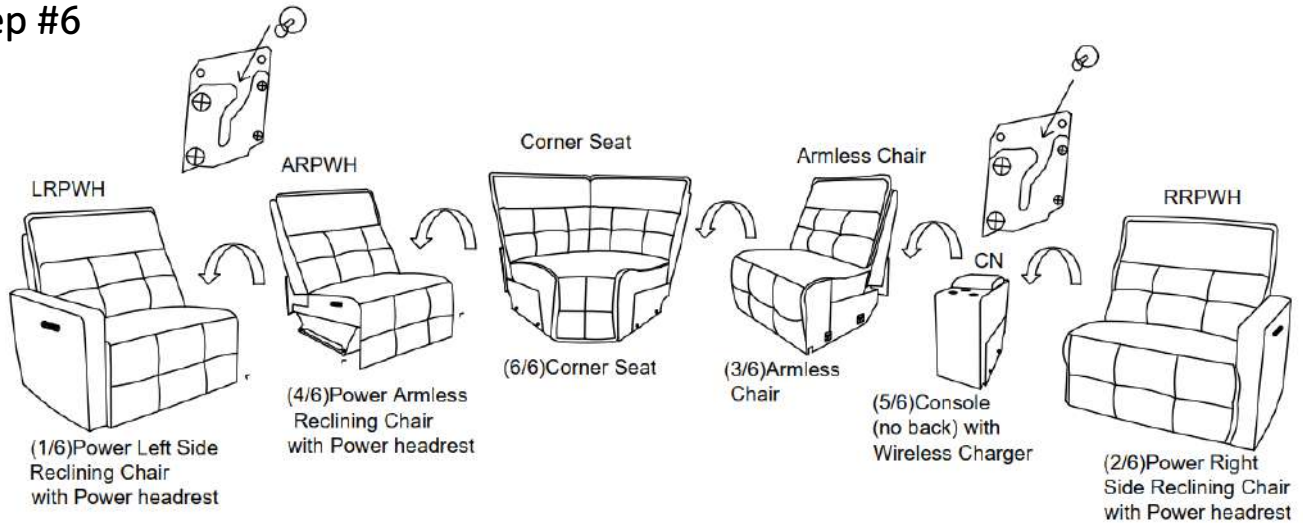 ep #6
LRPWH
ARPWH
Corner Seat
Armless Chair
CN
RRPWH
(1/6)Power Left Side
Reclining Chair
with Power headrest
(4/6)Power Armless
Reclining Chair
with Power headrest
(6/6)Corner Seat
(3/6)Armless
Chair
(5/6)Console
(no back) with
Wireless Charger
(2/6)Power Right
Side Reclining Chair
with Power headrest